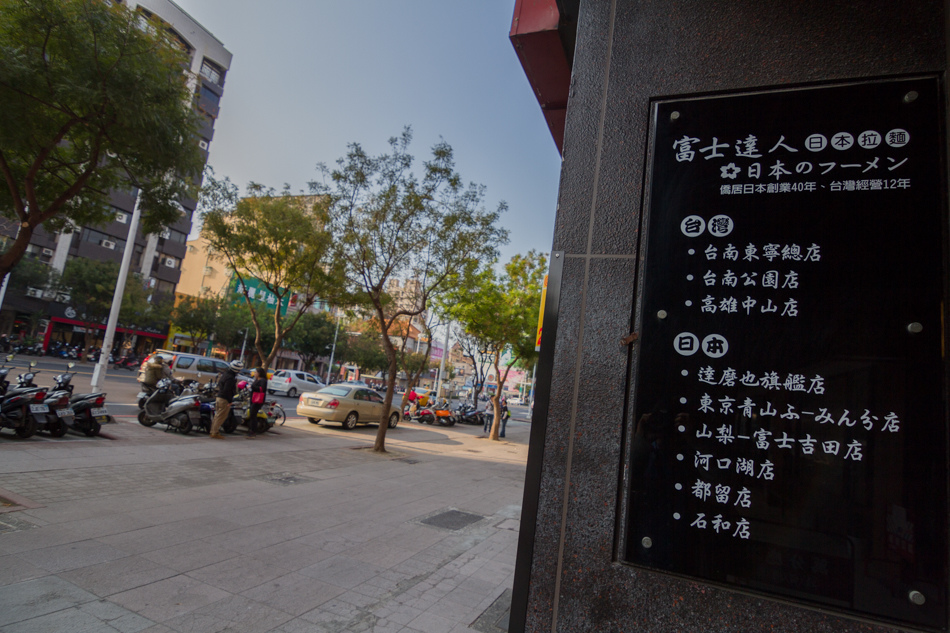 富士達人 日本拉麵
日本のフーメン
僑居日本創業40年、台灣經營12年
台灣
• 台南東寧總店
• 台南公園店
• 高雄中山店
日本
• 達磨也旗艦店
• 東京青山ふーみん分店
• 山梨－富士吉田店
• 河口湖店
• 都留店
• 石和店